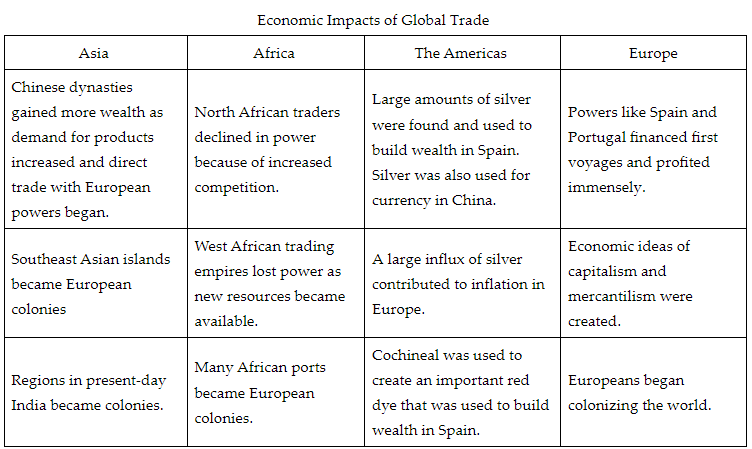 Economic Impacts of Global Trade
Asia
Africa
The Americas
Europe
Chinese dynasties
gained more wealth as
demand for products
increased and direct
trade with European
powers began.
North African traders
declined in power
because of increased
competition.
Large amounts of silver
were found and used to
build wealth in Spain.
Silver was also used for
currency in China.
Powers like Spain and
Portugal financed first
voyages and profited
immensely.
Southeast Asian islands
became European
colonies
West African trading
empires lost power as
new resources became
available.
A large influx of silver
contributed to inflation in
Europe.
Economic ideas of
capitalism and
mercantilism were
created.
Regions in present-day
India became colonies.
Many African ports
became European
colonies.
Cochineal was used to
create an important red
dye that was used to build
wealth in Spain.
Europeans began
colonizing the world.